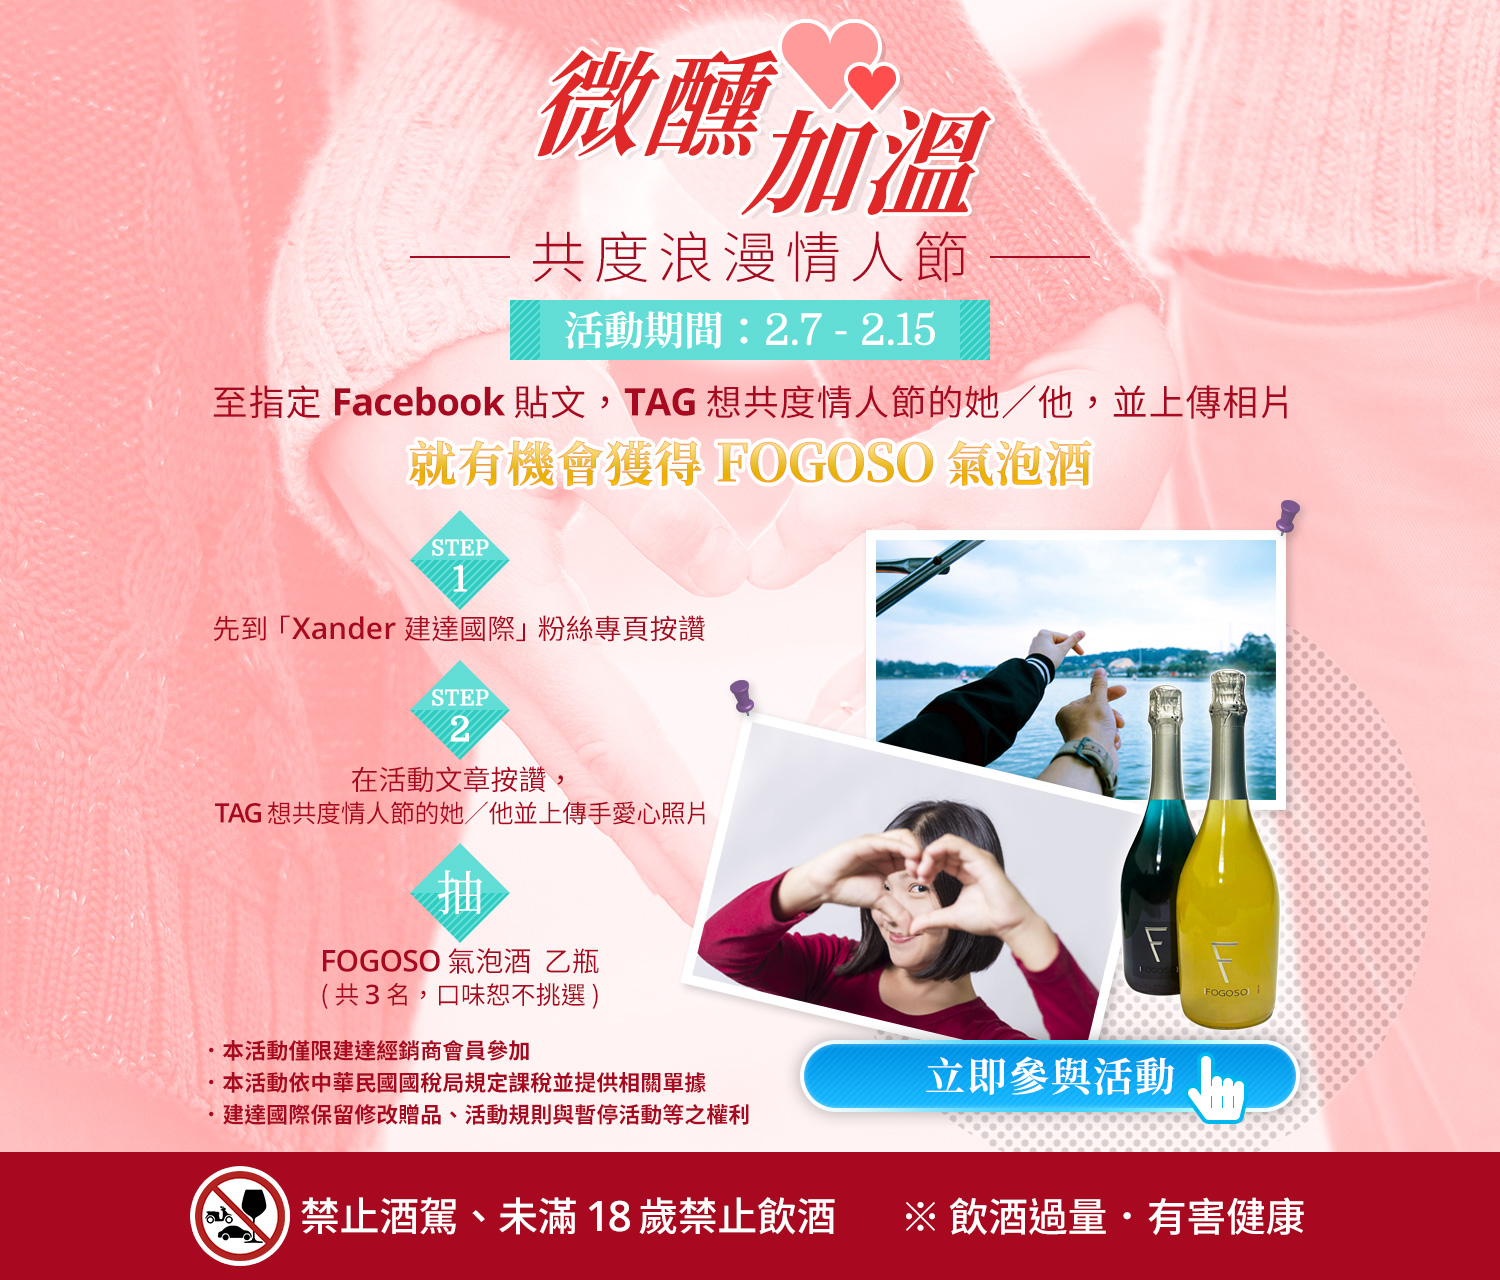 微醺加溫
共度浪漫情人節
活動期間：2.7 - 2.15
至指定 Facebook 貼文，TAG 想共度情人節的她／他，並上傳相片
就有機會獲得 FOGOSO 氣泡酒
STEP
1
先到「Xander 建達國際」粉絲專頁按讚
STEP
2
在活動文章按讚，
TAG 想共度情人節的她／他並上傳手愛心照片
抽
FOGOSO 氣泡酒 乙瓶
( 共 3 名，口味恕不挑選 )
．本活動僅限建達經銷商會員參加
．本活動依中華民國國稅局規定課稅並提供相關單據
．建達國際保留修改贈品、活動規則與暫停活動等之權利
F
FOGOSO
F
FOGOSO
立即參與活動
禁止酒駕、未滿 18 歲禁止飲酒
※ 飲酒過量．有害健康